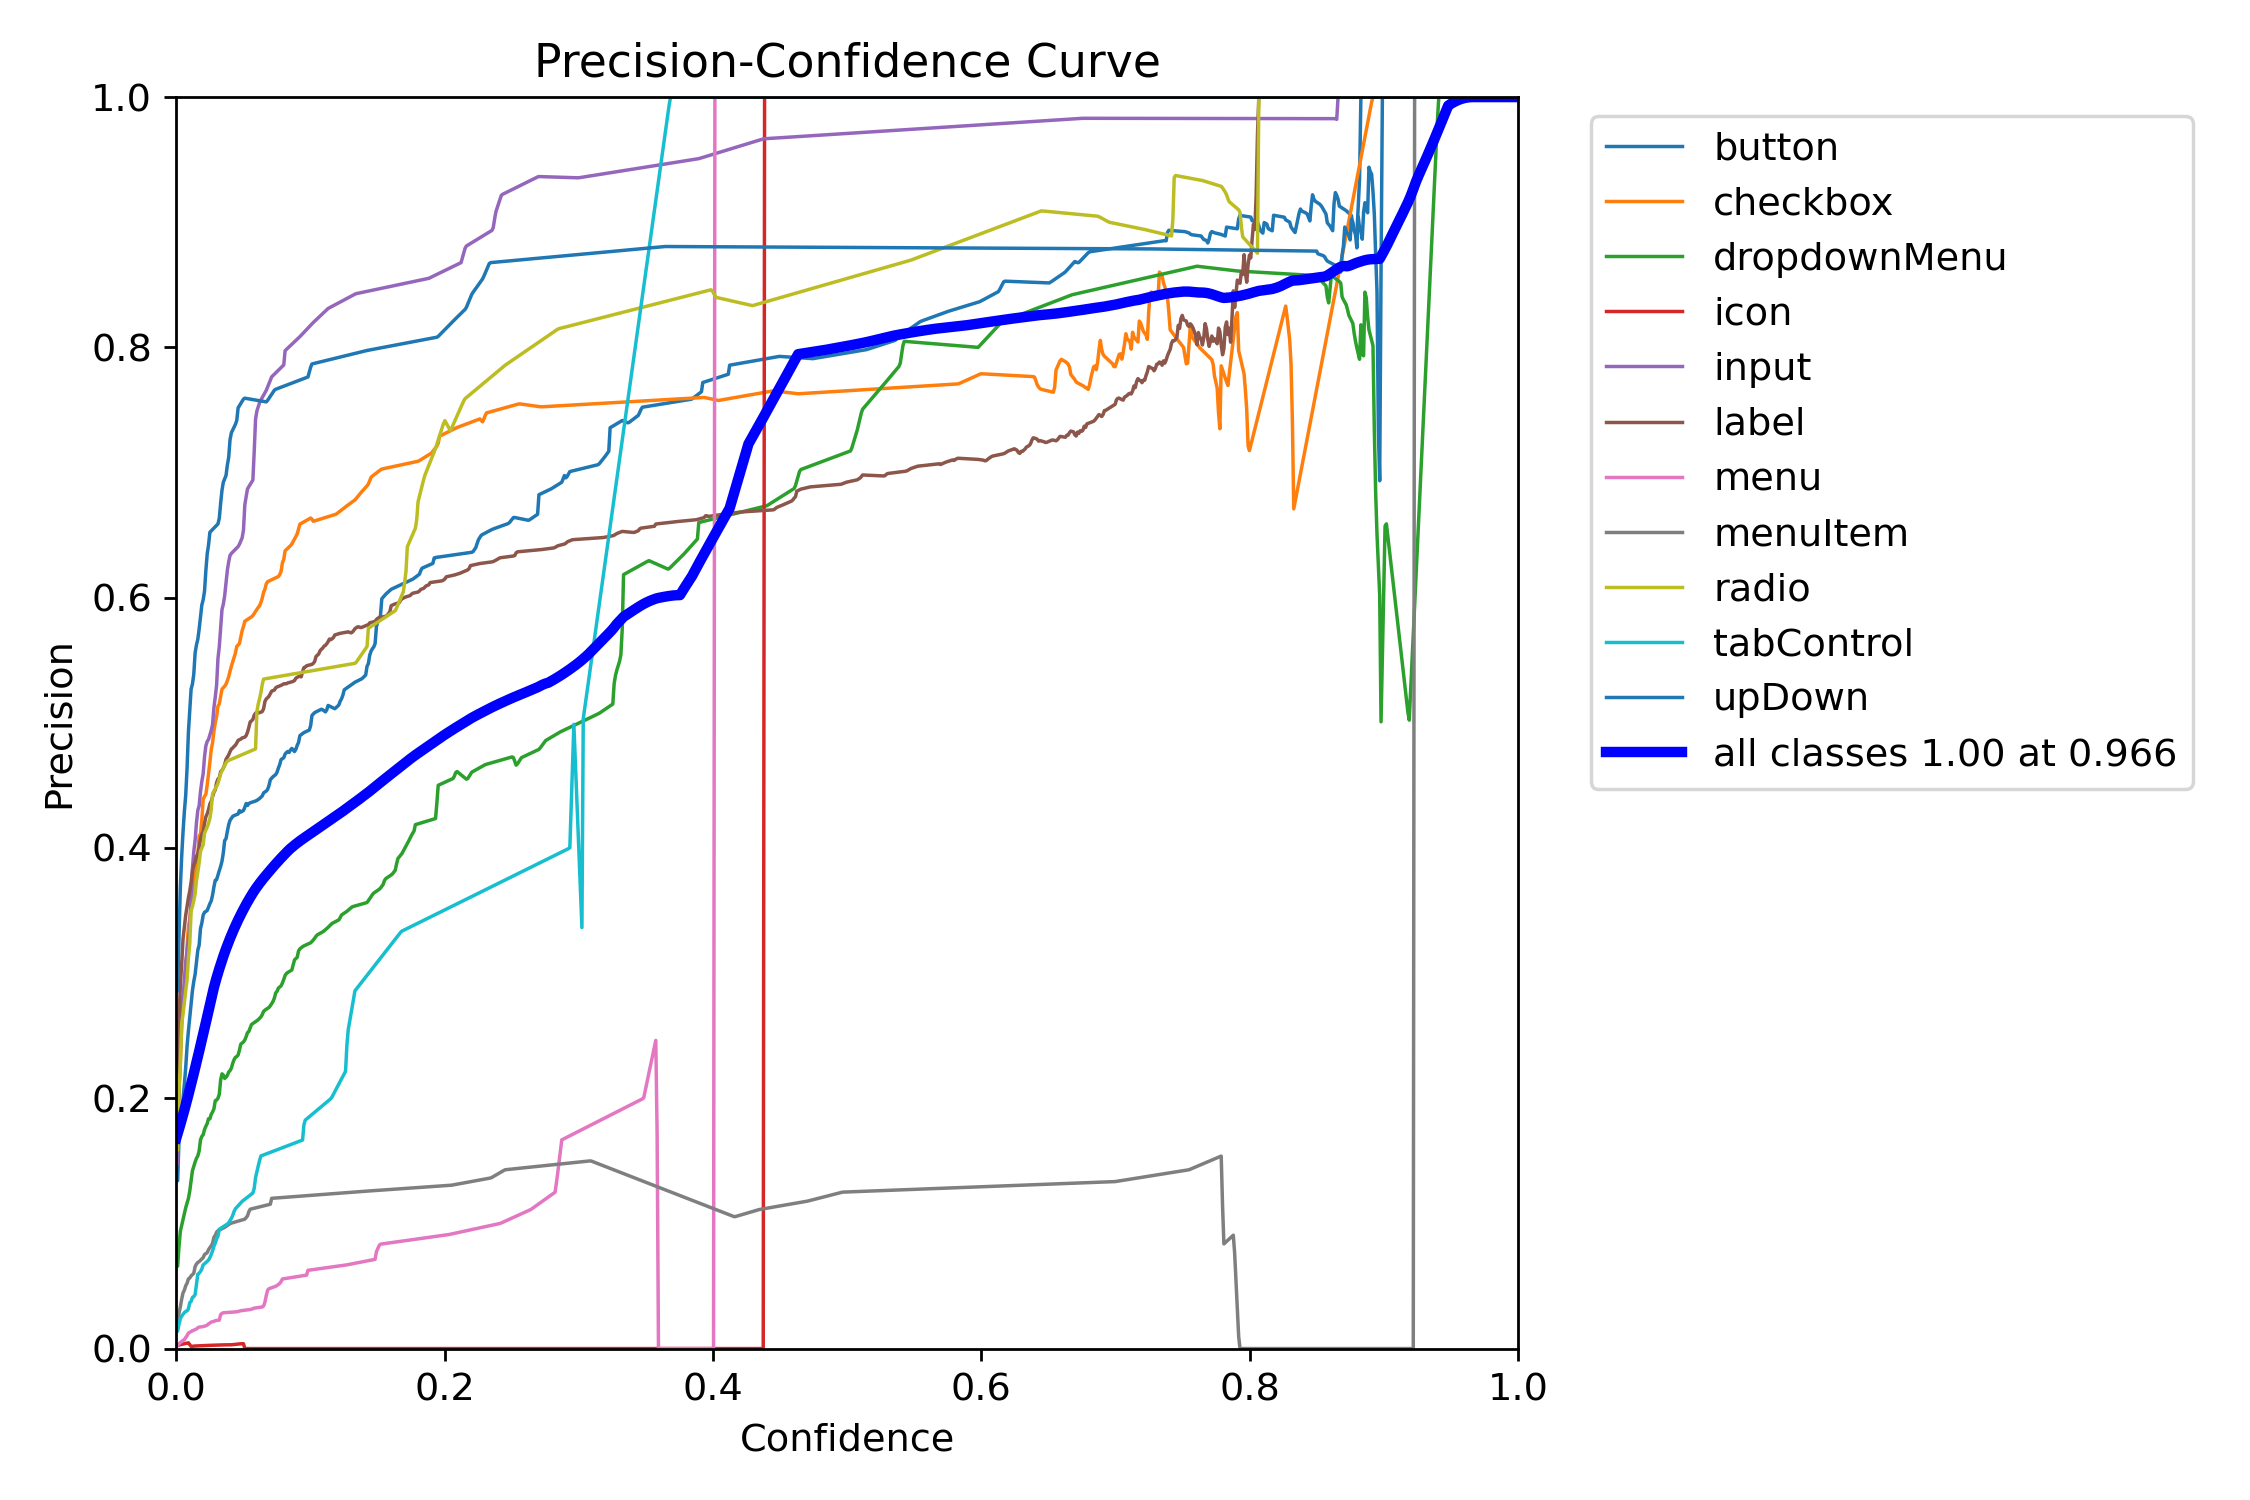 Precision-Confidence Curve
1.0
0.8
0.6
0.4
0.2
0.0
Precision
0.0 0.2 0.4 0.6 0.8 1.0
Confidence
button
checkbox
dropdownMenu
icon
input
label
menu
menuItem
radio
tabControl
upDown
all classes 1.00 at 0.966